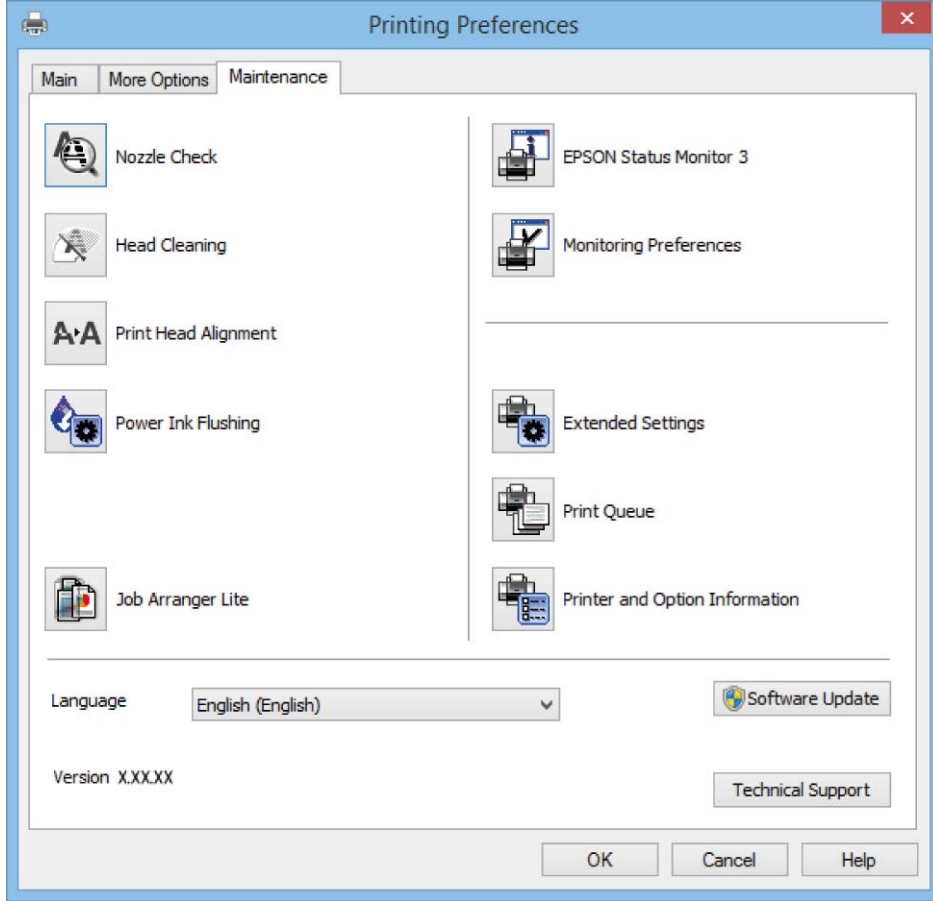 Printing Preferences
Main
More Options
Maintenance
Nozzle Check
Head Cleaning
Print Head Alignment
Power Ink Flushing
Job Arranger Lite
EPSON Status Monitor 3
Monitoring Preferences
Extended Settings
Print Queue
Printer and Option Information
Language
English (English)
Software Update
Version X.XX.XX
Technical Support
OK
Cancel
Help